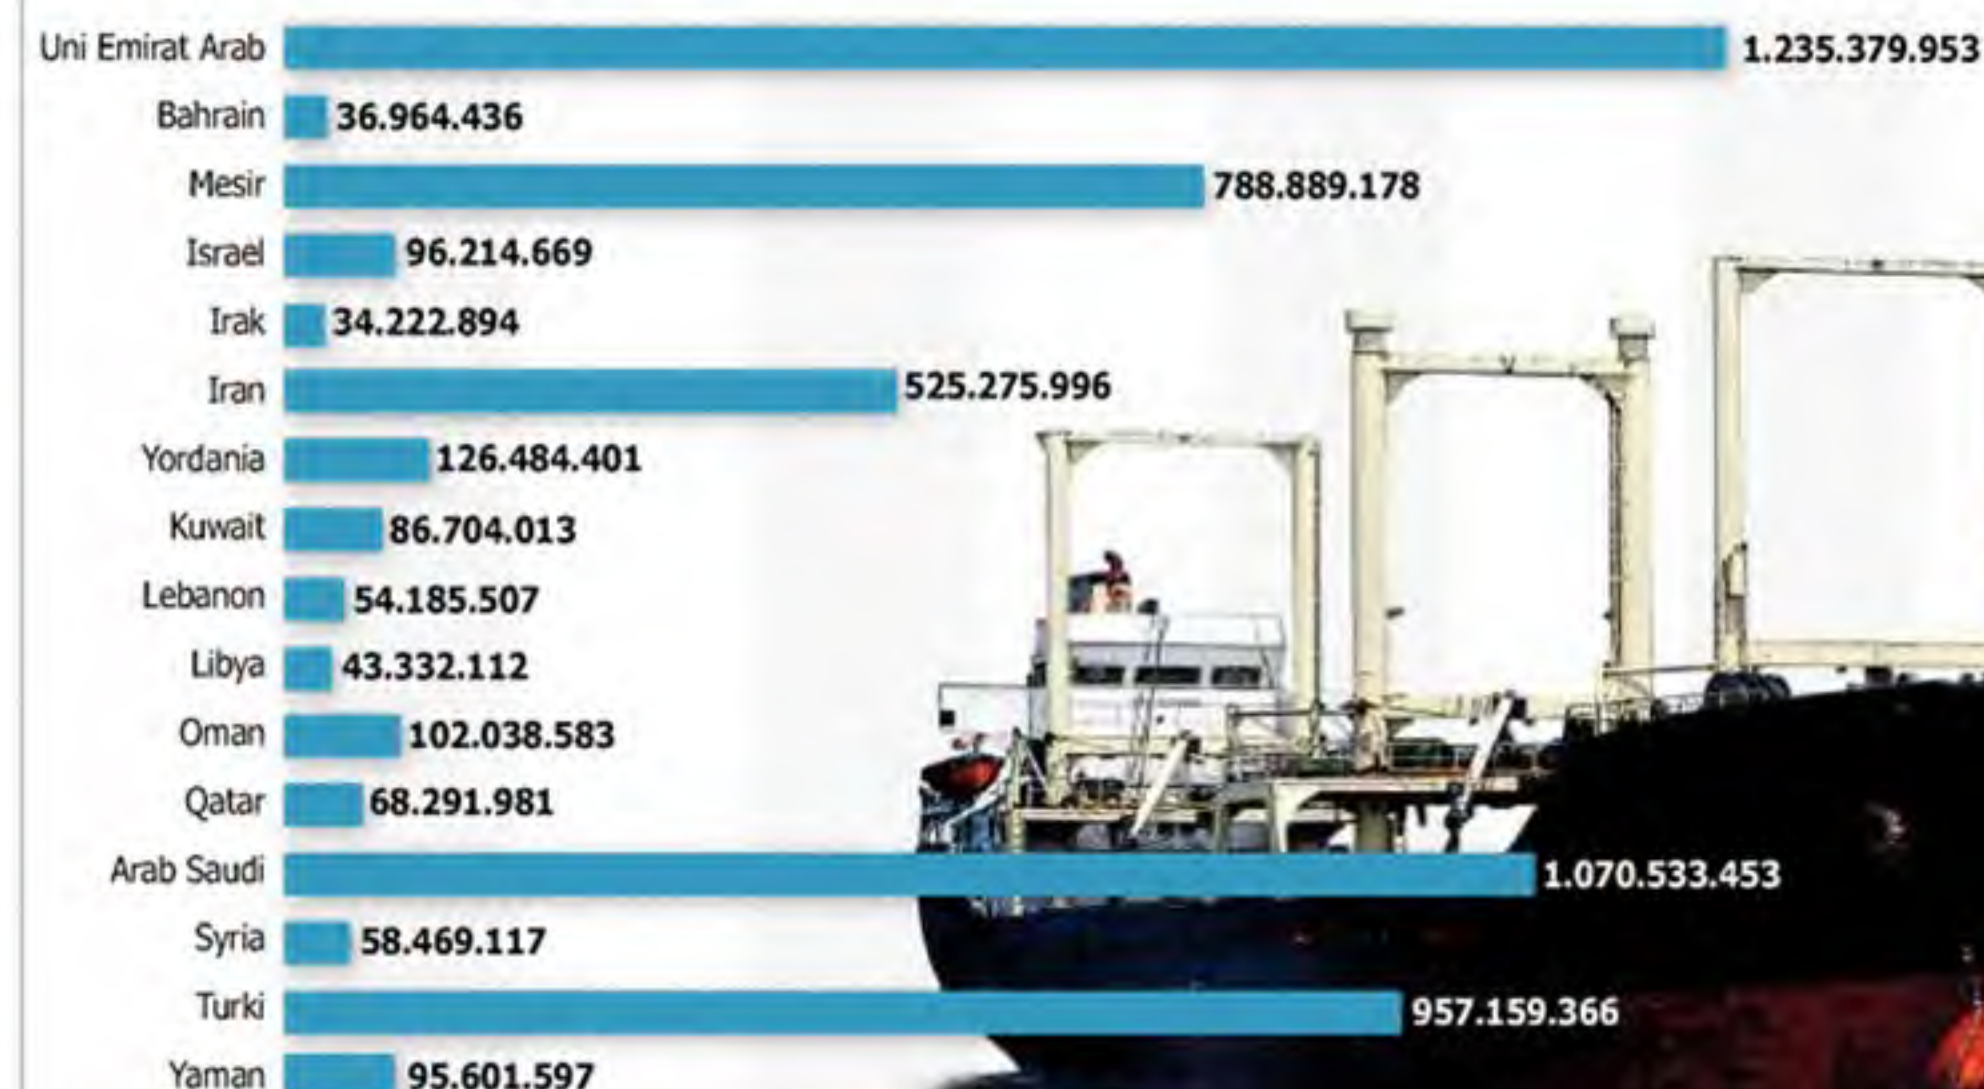 Uni Emirat Arab 1.235.379.953
Bahrain 36.964.436
Mesir 788.889.178
Israel 96.214.669
Irak 34.222.894
Iran 525.275.996
Yordania 126.484.401
Kuwait 86.704.013
Lebanon 54.185.507
Libya 43.332.112
Oman 102.038.583
Qatar 68.291.981
Arab Saudi 1.070.533.453
Syria 58.469.117
Turki 957.159.366
Yaman 95.601.597